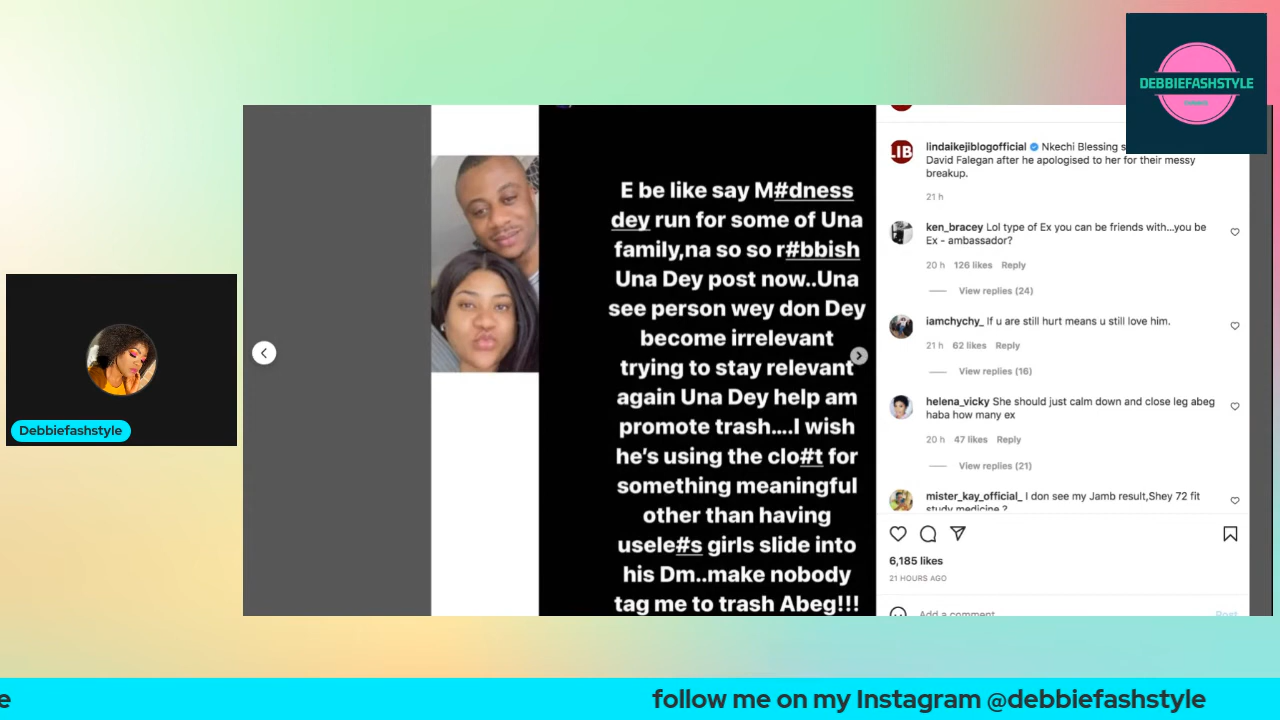 DEBBIEFASHSTYLE
Debbiefashstyle
E be like say M#dness
dey run for some of Una
family,na so so r#bbish
Una Dey post now..Una
see person wey don Dey
become irrelevant
trying to stay relevant
again Una Dey help am
promote trash....I wish
he's using the clo#t for
something meaningful
other than having
usele#s girls slide into
his Dm..make nobody
tag me to trash Abeg!!!
LIB
lindaikejiblogofficial Nkechi Blessing s
David Falegan after he apologised to her for their messy
breakup.
21 h
ken_bracey Lol type of Ex you can be friends with...you be
Ex - ambassador?
20 h 126 likes Reply
View replies (24)
iamchychy_ If u are still hurt means u still love him.
21 h 62 likes Reply
View replies (16)
helena_vicky She should just calm down and close leg abeg
haba how many ex
20 h 47 likes Reply
View replies (21)
mister_kay_official_ I don see my Jamb result,Shey 72 fit
study medicine ?
6,185 likes
21 HOURS AGO
Add a comment
Post
e follow me on my Instagram @debbiefashstyle